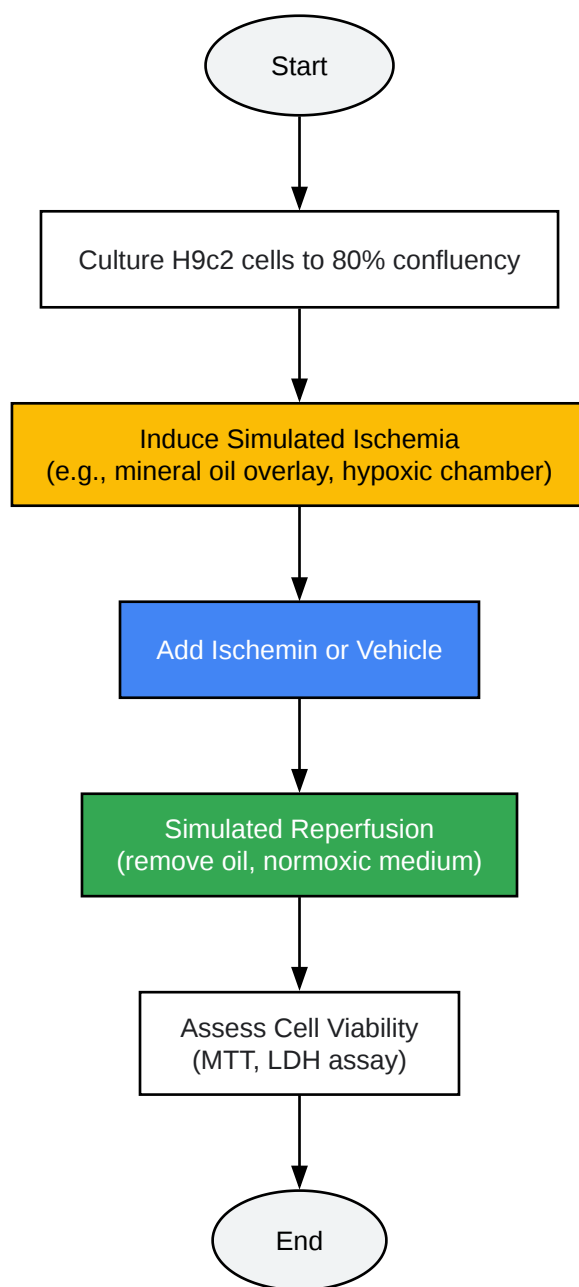 Start
Culture H9c2 cells to 80% confluency
Induce Simulated Ischemia
(e.g., mineral oil overlay, hypoxic chamber)
Add Ischemin or Vehicle
Simulated Reperfusion
(remove oil, normoxic medium)
Assess Cell Viability
(MTT, LDH assay)
End